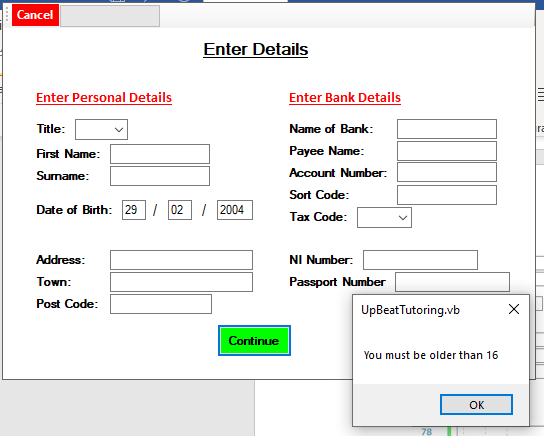 Cancel
Enter Details
Enter Personal Details
Enter Bank Details
Title:
Name of Bank:
First Name:
Payee Name:
Surname:
Account Number:
Sort Code:
Date of Birth: 29 / 02 / 2004
Tax Code:
Address:
NI Number:
Town:
Passport Number
Post Code:
Continue
UpBeatTutoring.vb
You must be older than 16
OK
78